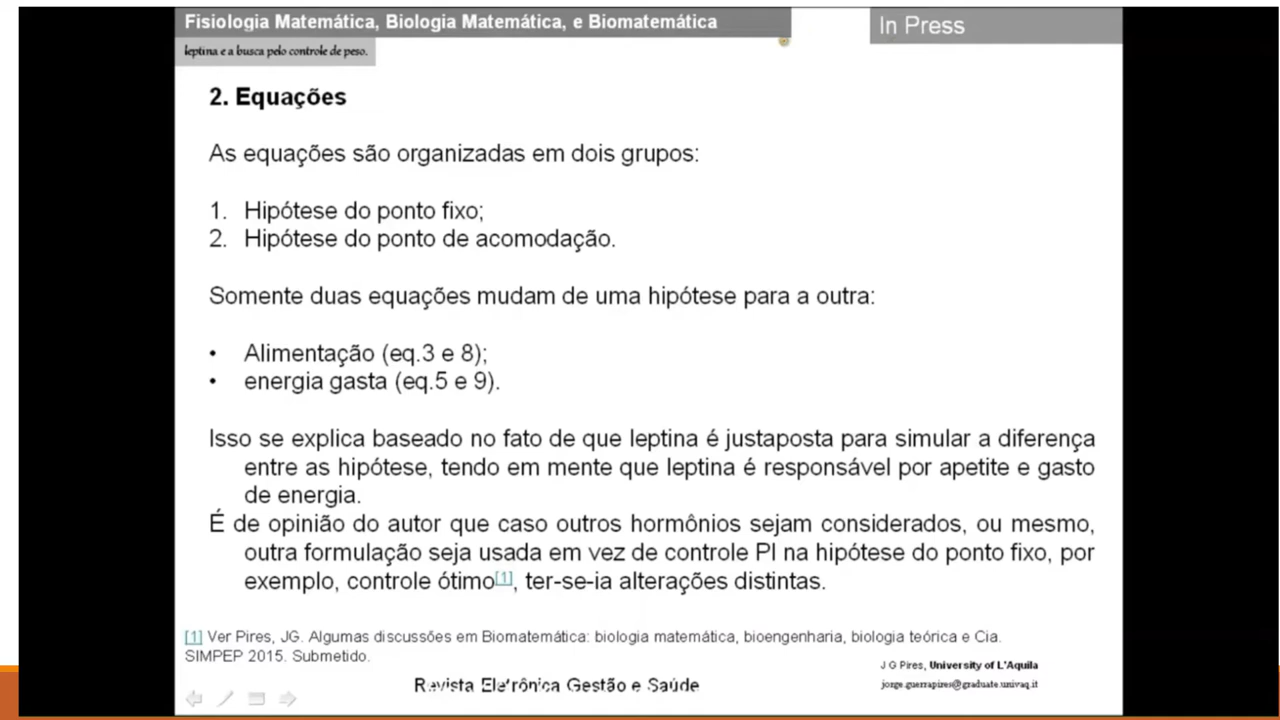 Fisiologia Matemática, Biologia Matemática, e Biomatemática
In Press
leptina e a busca pelo controle de peso.
2. Equações
As equações são organizadas em dois grupos:
1. Hipótese do ponto fixo;
2. Hipótese do ponto de acomodação.
Somente duas equações mudam de uma hipótese para a outra:
• Alimentação (eq.3 e 8);
• energia gasta (eq.5 e 9).
Isso se explica baseado no fato de que leptina é justaposta para simular a diferença
entre as hipótese, tendo em mente que leptina é responsável por apetite e gasto
de energia.
É de opinião do autor que caso outros hormônios sejam considerados, ou mesmo,
outra formulação seja usada em vez de controle PI na hipótese do ponto fixo, por
exemplo, controle ótimo[1], ter-se-ia alterações distintas.
[1] Ver Pires, JG. Algumas discussões em Biomatemática: biologia matemática, bioengenharia, biologia teórica e Cia.
SIMPEP 2015. Submetido.
J G Pires, University of L'Aquila
Revista Eletrônica Gestão e Saúde
jorge.guerrapires@graduate.univaq.it